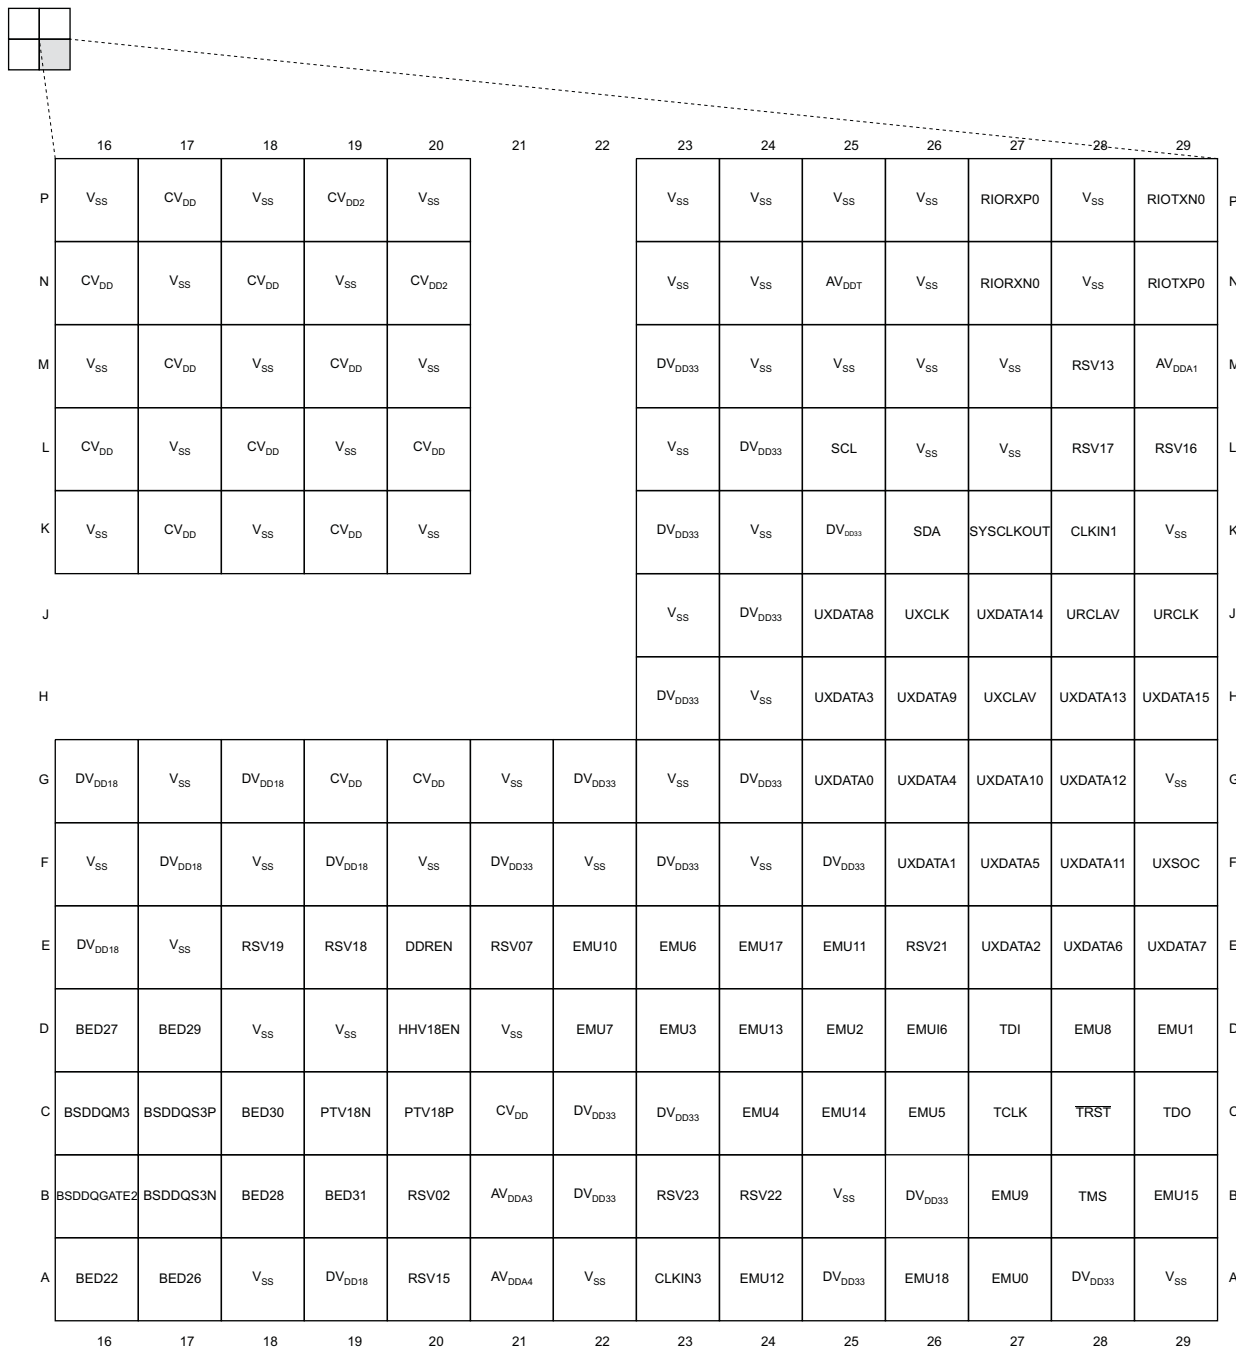 16 17 18 19 20 21 22 23 24 25 26 27 28 29
P VSS CVDD VSS CVDD2 VSS VSS VSS VSS VSS RIORXP0 VSS RIOTXN0 P
N CVDD VSS CVDD VSS CVDD2 VSS VSS AVDDT VSS RIORXN0 VSS RIOTXP0 N
M VSS CVDD VSS CVDD VSS DVDD33 VSS VSS VSS VSS RSV13 AVDDA1 M
L CVDD VSS CVDD VSS CVDD VSS DVDD33 SCL VSS VSS RSV17 RSV16 L
K VSS CVDD VSS CVDD VSS DVDD33 VSS DVDD33 SDA SYSCLKOUT CLKIN1 VSS K
J VSS DVDD33 UXDATA8 UXCLK UXDATA14 URCLAV URCLK J
H DVDD33 VSS UXDATA3 UXDATA9 UXCLAV UXDATA13 UXDATA15 H
G DVDD18 VSS DVDD18 CVDD CVDD VSS DVDD33 VSS DVDD33 UXDATA0 UXDATA4 UXDATA10 UXDATA12 VSS G
F VSS DVDD18 VSS DVDD18 VSS DVDD33 VSS DVDD33 VSS DVDD33 UXDATA1 UXDATA5 UXDATA11 UXSOC F
E DVDD18 VSS RSV19 RSV18 DDREN RSV07 EMU10 EMU6 EMU17 EMU11 RSV21 UXDATA2 UXDATA6 UXDATA7 E
D BED27 BED29 VSS VSS HHV18EN VSS EMU7 EMU3 EMU13 EMU2 EMUI6 TDI EMU8 EMU1 D
C BSDDQM3 BSDDQS3P BED30 PTV18N PTV18P CVDD DVDD33 DVDD33 EMU4 EMU14 EMU5 TCLK TRST TDO C
B BSDDQGATE2 BSDDQS3N BED28 BED31 RSV02 AVDDA3 DVDD33 RSV23 RSV22 VSS DVDD33 EMU9 TMS EMU15 B
A BED22 BED26 VSS DVDD18 RSV15 AVDDA4 VSS CLKIN3 EMU12 DVDD33 EMU18 EMU0 DVDD33 VSS A
16 17 18 19 20 21 22 23 24 25 26 27 28 29